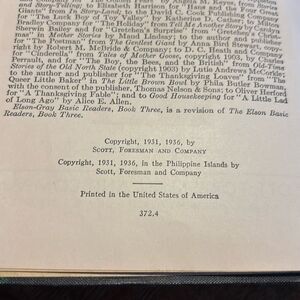 and Story-Telling; to Elizabeth Harrison for "Hans and the Four Great
Giants" from In Story-Land; to the David C. Cook Publishing Company
for "The Luck Boy of Toy Valley" by Katherine D. Cather; to Milton
Bradley Company for "The Holiday" from Tell Me Another Story, by Carolyn
Sherwin Bailey and for "Gretchen's Surprise" from "Gretchen's Christ-
mas" in Stories by Maud Lindsay; to the author and publisher for
"The Postman" from The Gentlest Giant by Anna Bird Stewart, copy-
right by Robert M. McBride & Company; to D. C. Heath and Company
for "Cinderella" from Tales of Mother Goose, copyright 1903, by Charles
Perrault, and for "The Boy, the Bees, and the British" from Old-Time
Stories of the Old North State (copyright 1903) by Lutie Andrews McCorkle;
to the author and publisher for "The Thanksgiving Lovers" from "The
Queer Little Baker" in The Little Brown Bowl by Phila Butler Bowman,
with the consent of the publisher, Thomas Nelson & Sons; to Oliver Herford
for "A Thanksgiving Fable"; and to Good Housekeeping for "A Little Lad
of Long Ago" by Alice E. Allen.
Elson-Gray Basic Readers, Book Three, is a revision of The Elson Basic
Readers, Book Three.
Copyright, 1931, 1936, by
Scott, Foresman and Company
Copyright, 1931, 1936, in the Philippine Islands by
Scott, Foresman and Company
Printed in the United States of America
372.4